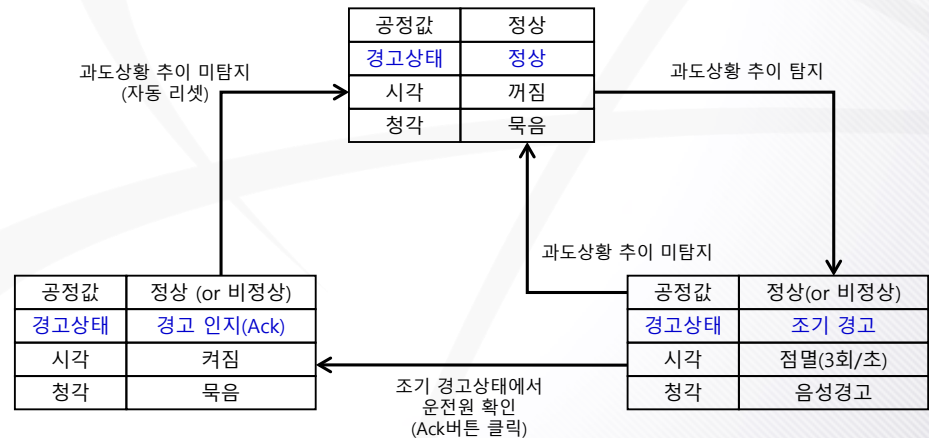 공정값 정상
경고상태 정상
시각 꺼짐
청각 묵음
과도상황 추이 미탐지
(자동 리셋)
과도상황 추이 탐지
과도상황 추이 미탐지
공정값 정상 (or 비정상)
경고상태 경고 인지(Ack)
시각 켜짐
청각 묵음
공정값 정상(or 비정상)
경고상태 조기 경고
시각 점멸(3회/초)
청각 음성경고
조기 경고상태에서
운전원 확인
(Ack버튼 클릭)